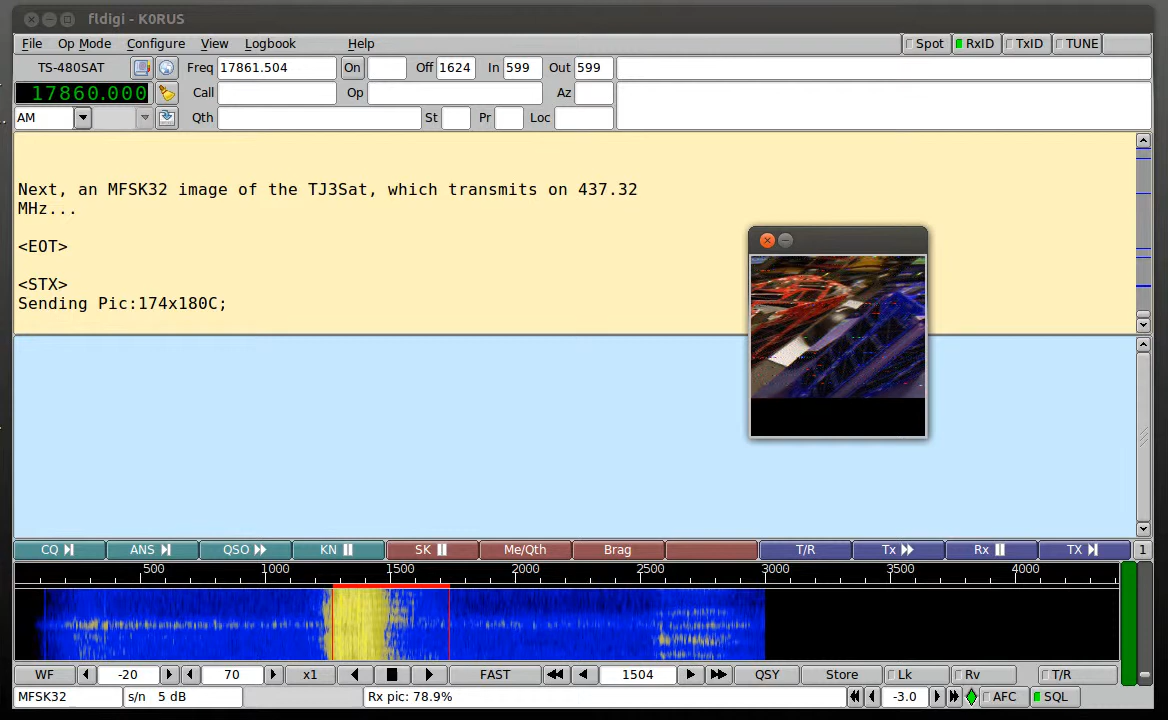 fldigi - K0RUS
File Op Mode Configure View Logbook Help Spot RxID TxID TUNE
TS-480SAT Freq 17861.504 On Off 1624 In 599 Out 599
17860.000 Call Op Az
AM Qth St Pr Loc
Next, an MFSK32 image of the TJ3Sat, which transmits on 437.32
MHz...
<EOT>
<STX>
Sending Pic:174x180C;
CQ ANS QSO KN SK Me/Qth Brag T/R Tx Rx TX 1
500 1000 1500 2000 2500 3000 3500 4000
WF -20 70 x1 FAST 1504 QSY Store Lk Rv T/R
MFSK32 s/n 5 dB Rx pic: 78.9% -3.0 AFC SQL